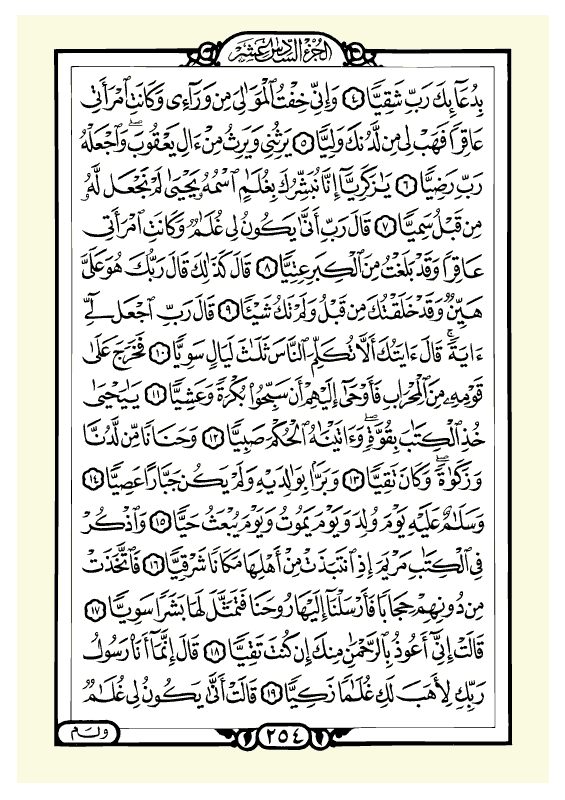 الجزء السادس عشر
بِدُعَآئِكَ رَبِّ شَقِيًّا ٤ وَإِنِّي خِفْتُ ٱلْمَوَٰلِيَ مِن وَرَآءِي وَكَانَتِ ٱمْرَأَتِي
عَاقِرًا فَهَبْ لِي مِن لَّدُنكَ وَلِيًّا ٥ يَرِثُنِي وَيَرِثُ مِنْ ءَالِ يَعْقُوبَ ۖ وَٱجْعَلْهُ
رَبِّ رَضِيًّا ٦ يَٰزَكَرِيَّآ إِنَّا نُبَشِّرُكَ بِغُلَٰمٍ ٱسْمُهُۥ يَحْيَىٰ لَمْ نَجْعَل لَّهُۥ
مِن قَبْلُ سَمِيًّا ٧ قَالَ رَبِّ أَنَّىٰ يَكُونُ لِي غُلَٰمٌ وَكَانَتِ ٱمْرَأَتِي
عَاقِرًا وَقَدْ بَلَغْتُ مِنَ ٱلْكِبَرِ عِتِيًّا ٨ قَالَ كَذَٰلِكَ قَالَ رَبُّكَ هُوَ عَلَيَّ
هَيِّنٌ وَقَدْ خَلَقْتُكَ مِن قَبْلُ وَلَمْ تَكُ شَيْـًٔا ٩ قَالَ رَبِّ ٱجْعَل لِّيٓ
ءَايَةً ۚ قَالَ ءَايَتُكَ أَلَّا تُكَلِّمَ ٱلنَّاسَ ثَلَٰثَ لَيَالٍ سَوِيًّا ١٠ فَخَرَجَ عَلَىٰ
قَوْمِهِۦ مِنَ ٱلْمِحْرَابِ فَأَوْحَىٰٓ إِلَيْهِمْ أَن سَبِّحُوا۟ بُكْرَةً وَعَشِيًّا ١١ يَٰيَحْيَىٰ
خُذِ ٱلْكِتَٰبَ بِقُوَّةٍ ۖ وَءَاتَيْنَٰهُ ٱلْحُكْمَ صَبِيًّا ١٢ وَحَنَانًا مِّن لَّدُنَّا
وَزَكَوٰةً ۖ وَكَانَ تَقِيًّا ١٣ وَبَرًّۢا بِوَٰلِدَيْهِ وَلَمْ يَكُن جَبَّارًا عَصِيًّا ١٤
وَسَلَٰمٌ عَلَيْهِ يَوْمَ وُلِدَ وَيَوْمَ يَمُوتُ وَيَوْمَ يُبْعَثُ حَيًّا ١٥ وَٱذْكُرْ
فِي ٱلْكِتَٰبِ مَرْيَمَ إِذِ ٱنتَبَذَتْ مِنْ أَهْلِهَا مَكَانًا شَرْقِيًّا ١٦ فَٱتَّخَذَتْ
مِن دُونِهِمْ حِجَابًا فَأَرْسَلْنَآ إِلَيْهَا رُوحَنَا فَتَمَثَّلَ لَهَا بَشَرًا سَوِيًّا ١٧
قَالَتْ إِنِّيٓ أَعُوذُ بِٱلرَّحْمَٰنِ مِنكَ إِن كُنتَ تَقِيًّا ١٨ قَالَ إِنَّمَآ أَنَا۠ رَسُولُ
رَبِّكِ لِأَهَبَ لَكِ غُلَٰمًا زَكِيًّا ١٩ قَالَتْ أَنَّىٰ يَكُونُ لِي غُلَٰمٌ
ولم
٢٥٤